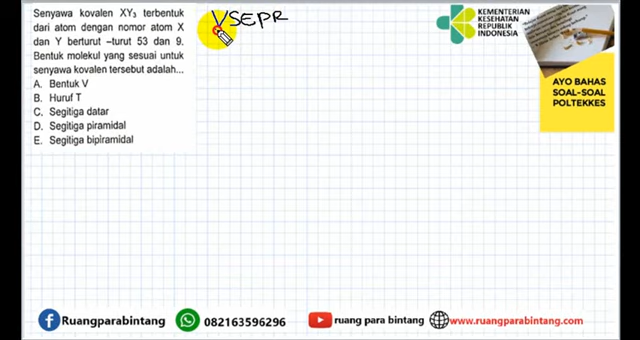 Senyawa kovalen XY₃ terbentuk
dari atom dengan nomor atom X
dan Y berturut –turut 53 dan 9.
Bentuk molekul yang sesuai untuk
senyawa kovalen tersebut adalah...
A. Bentuk V
B. Huruf T
C. Segitiga datar
D. Segitiga piramidal
E. Segitiga bipiramidal
VSEPR
KEMENTERIAN
KESEHATAN
REPUBLIK
INDONESIA
AYO BAHAS
SOAL-SOAL
POLTEKKES
Ruangparabintang
082163596296
ruang para bintang
www.ruangparabintang.com